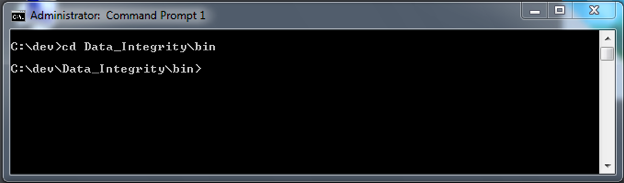 Administrator: Command Prompt 1
C:\dev>cd Data_Integrity\bin
C:\dev\Data_Integrity\bin>